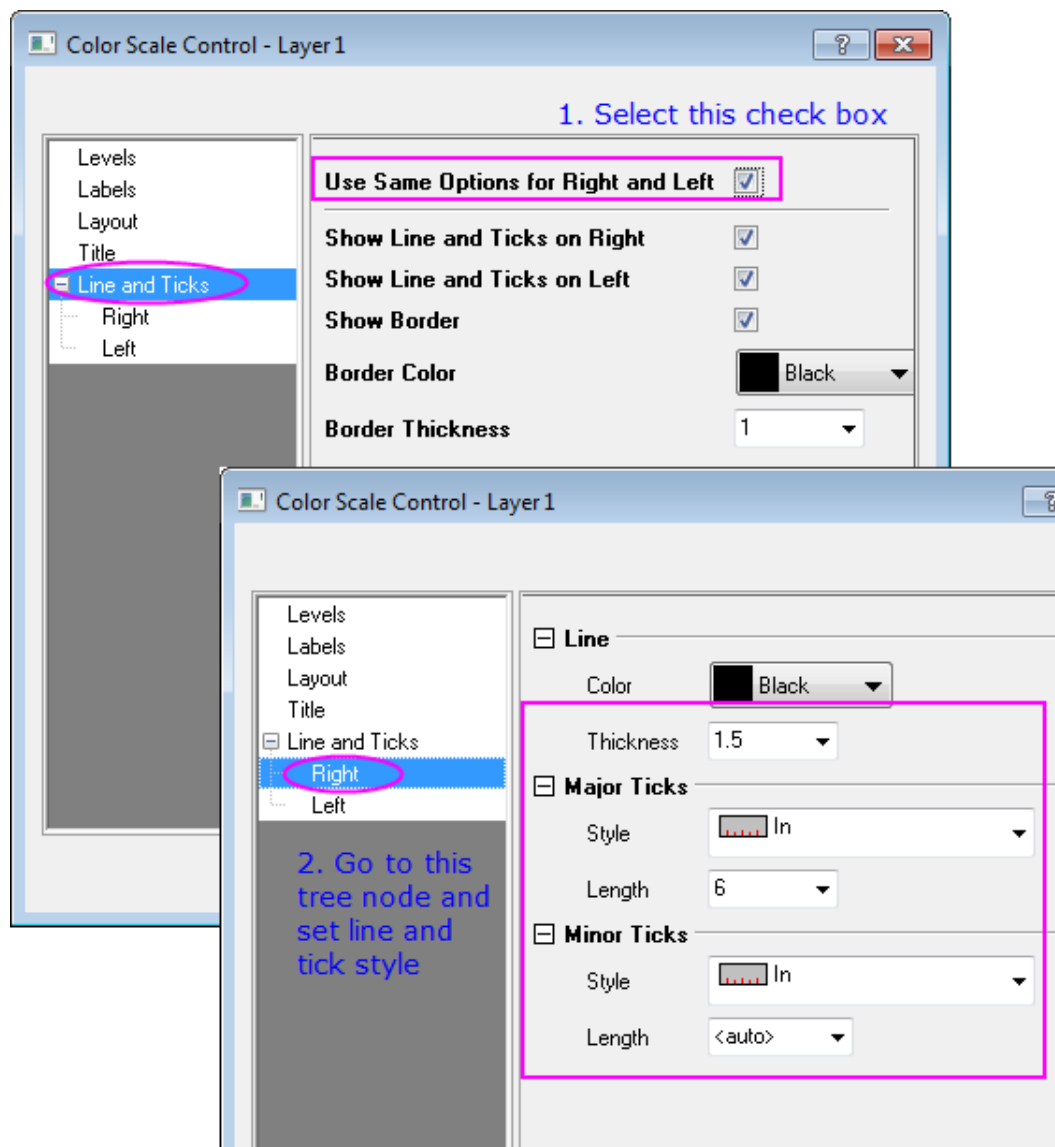 Color Scale Control - Layer 1
1. Select this check box
Levels
Labels
Layout
Title
Line and Ticks
Right
Left
Use Same Options for Right and Left
Show Line and Ticks on Right
Show Line and Ticks on Left
Show Border
Border Color Black
Border Thickness 1
Color Scale Control - Layer 1
Levels
Labels
Layout
Title
Line and Ticks
Right
Left
2. Go to this
tree node and
set line and
tick style
Line
Color Black
Thickness 1.5
Major Ticks
Style In
Length 6
Minor Ticks
Style In
Length <auto>